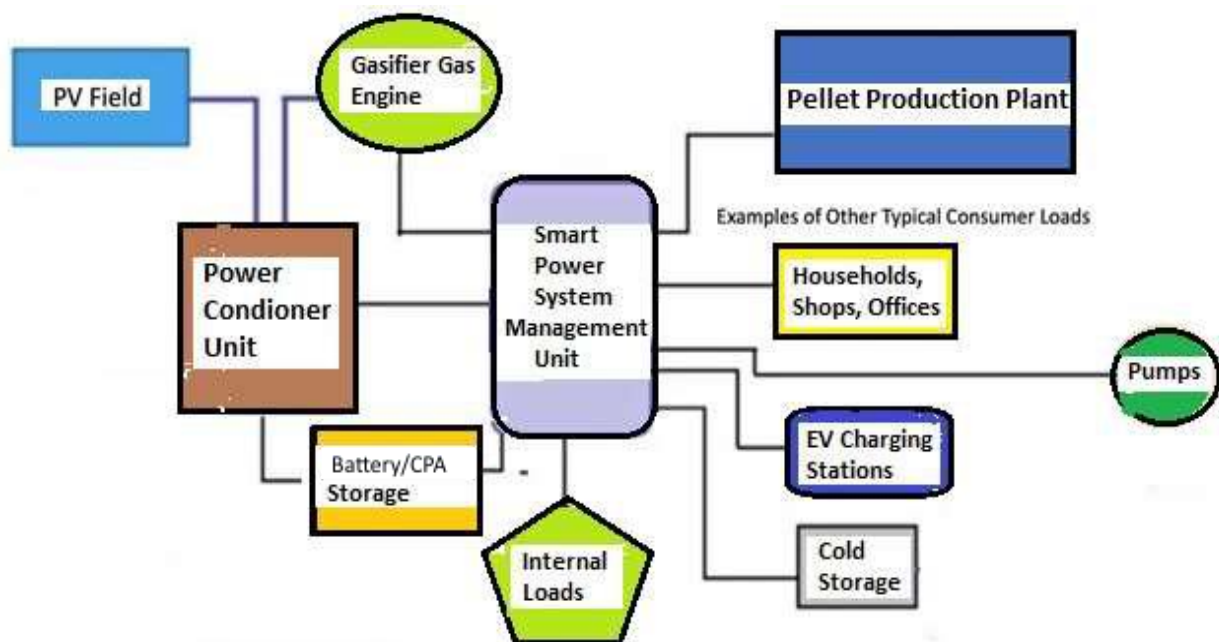 PV Field
Gasifier Gas
Engine
Pellet Production Plant
Examples of Other Typical Consumer Loads
Smart
Power
System
Management
Unit
Power
Condioner
Unit
Households,
Shops, Offices
Pumps
EV Charging
Stations
Battery/CPA
Storage
Internal
Loads
Cold
Storage